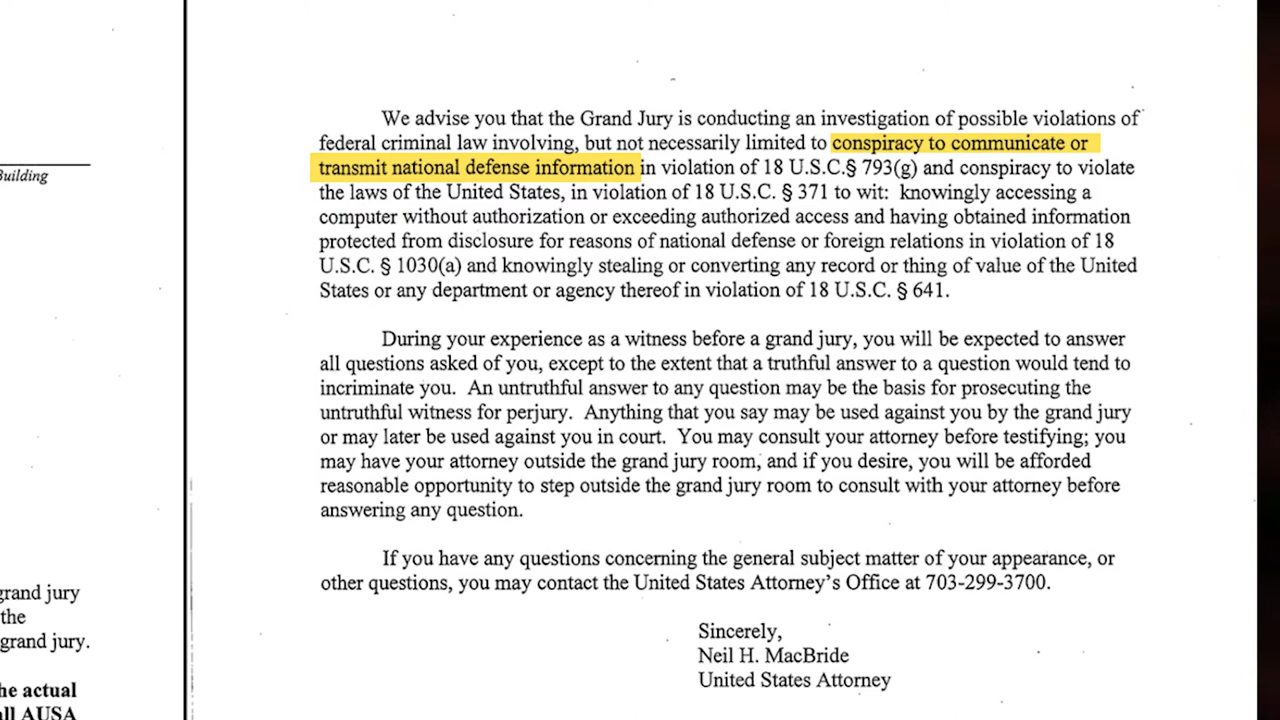 Building
grand jury
the
grand jury.
he actual
all AUSA
We advise you that the Grand Jury is conducting an investigation of possible violations of
federal criminal law involving, but not necessarily limited to conspiracy to communicate or
transmit national defense information in violation of 18 U.S.C.§ 793(g) and conspiracy to violate
the laws of the United States, in violation of 18 U.S.C. § 371 to wit: knowingly accessing a
computer without authorization or exceeding authorized access and having obtained information
protected from disclosure for reasons of national defense or foreign relations in violation of 18
U.S.C. § 1030(a) and knowingly stealing or converting any record or thing of value of the United
States or any department or agency thereof in violation of 18 U.S.C. § 641.
During your experience as a witness before a grand jury, you will be expected to answer
all questions asked of you, except to the extent that a truthful answer to a question would tend to
incriminate you. An untruthful answer to any question may be the basis for prosecuting the
untruthful witness for perjury. Anything that you say may be used against you by the grand jury
or may later be used against you in court. You may consult your attorney before testifying; you
may have your attorney outside the grand jury room, and if you desire, you will be afforded
reasonable opportunity to step outside the grand jury room to consult with your attorney before
answering any question.
If you have any questions concerning the general subject matter of your appearance, or
other questions, you may contact the United States Attorney's Office at 703-299-3700.
Sincerely,
Neil H. MacBride
United States Attorney